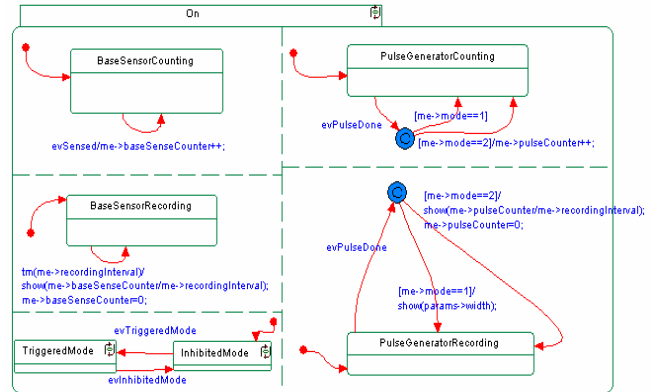 On
BaseSensorCounting
evSensed/me->baseSenseCounter++;
PulseGeneratorCounting
evPulseDone
[me->mode==1]
[me->mode==2]/me->pulseCounter++;
BaseSensorRecording
tm(me->recordingInterval)/
show(me->baseSenseCounter/me->recordingInterval);
me->baseSenseCounter=0;
[me->mode==2]/
show(me->pulseCounter/me->recordingInterval);
me->pulseCounter=0;
evPulseDone
[me->mode==1]/
show(params->width);
PulseGeneratorRecording
evTriggeredMode
TriggeredMode
InhibitedMode
evInhibitedMode